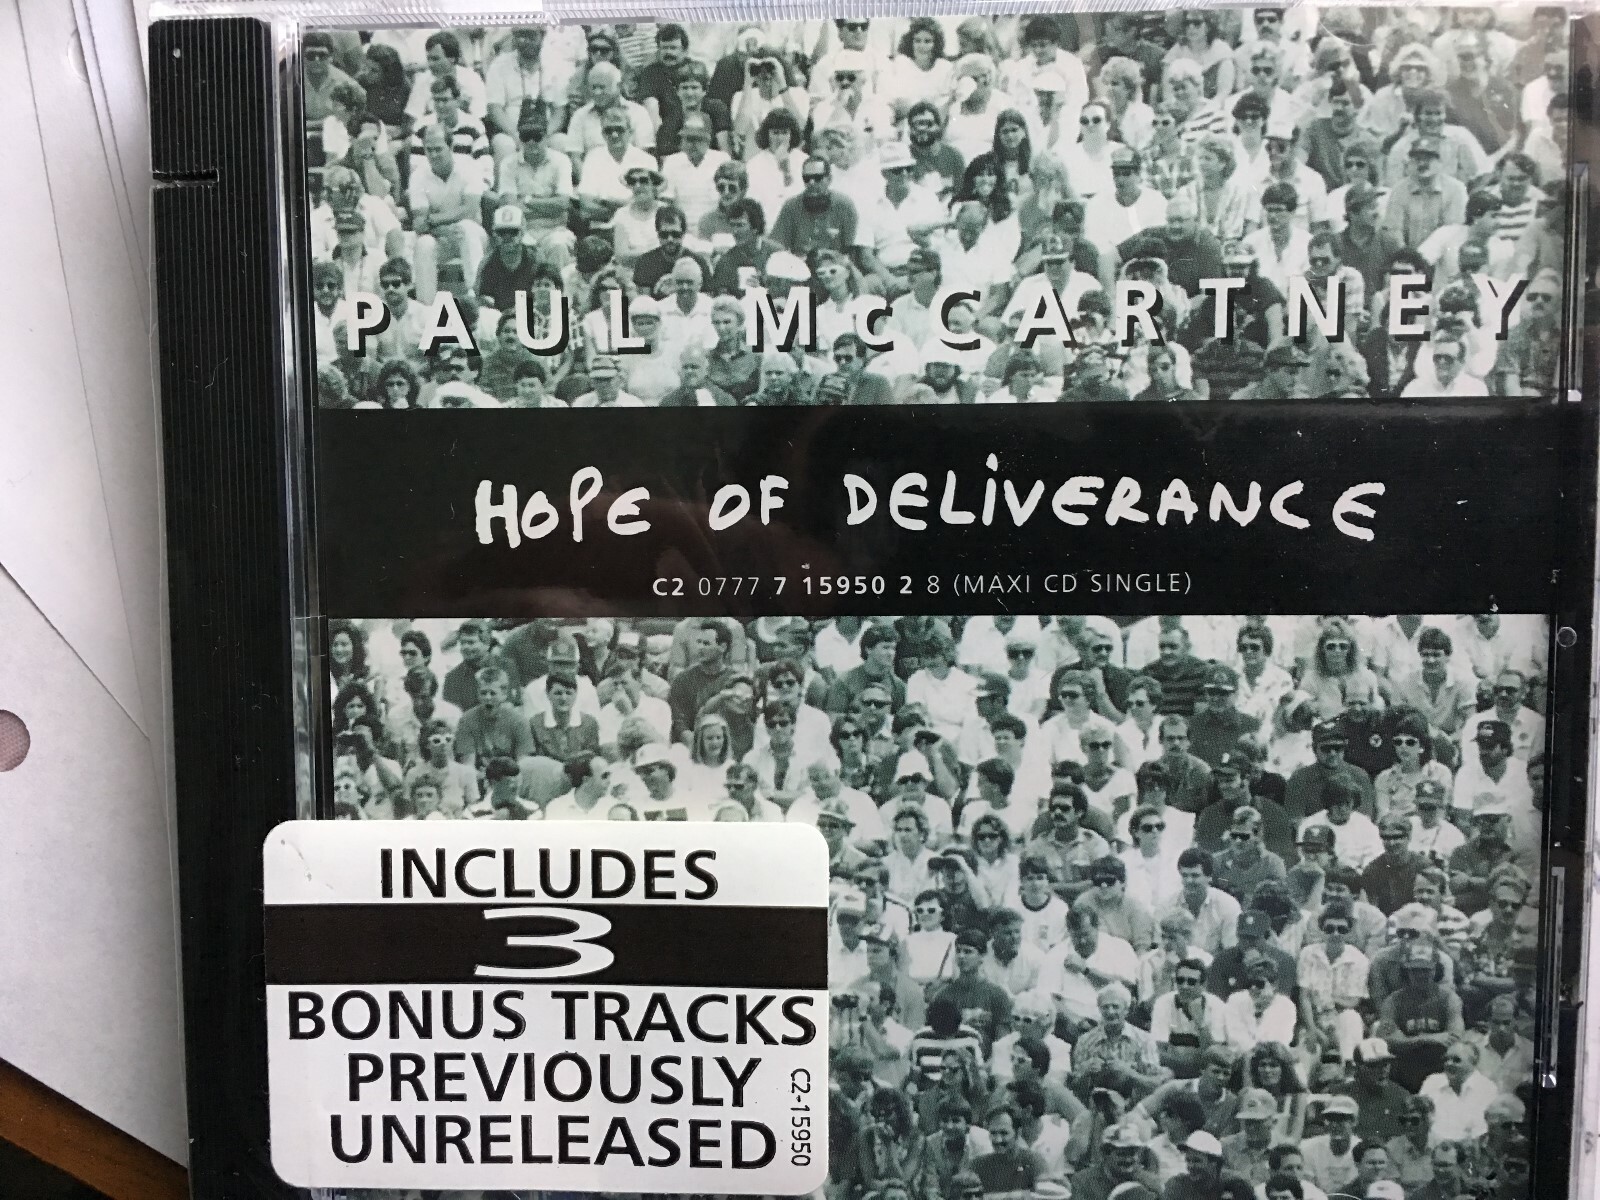 PAUL McCARTNEY
HOPE OF DELiVERANCE
C2 0777 7 15950 2 8 (MAXI CD SINGLE)
INCLUDES
3
BONUS TRACKS
PREVIOUSLY
UNRELEASED
C2-15950